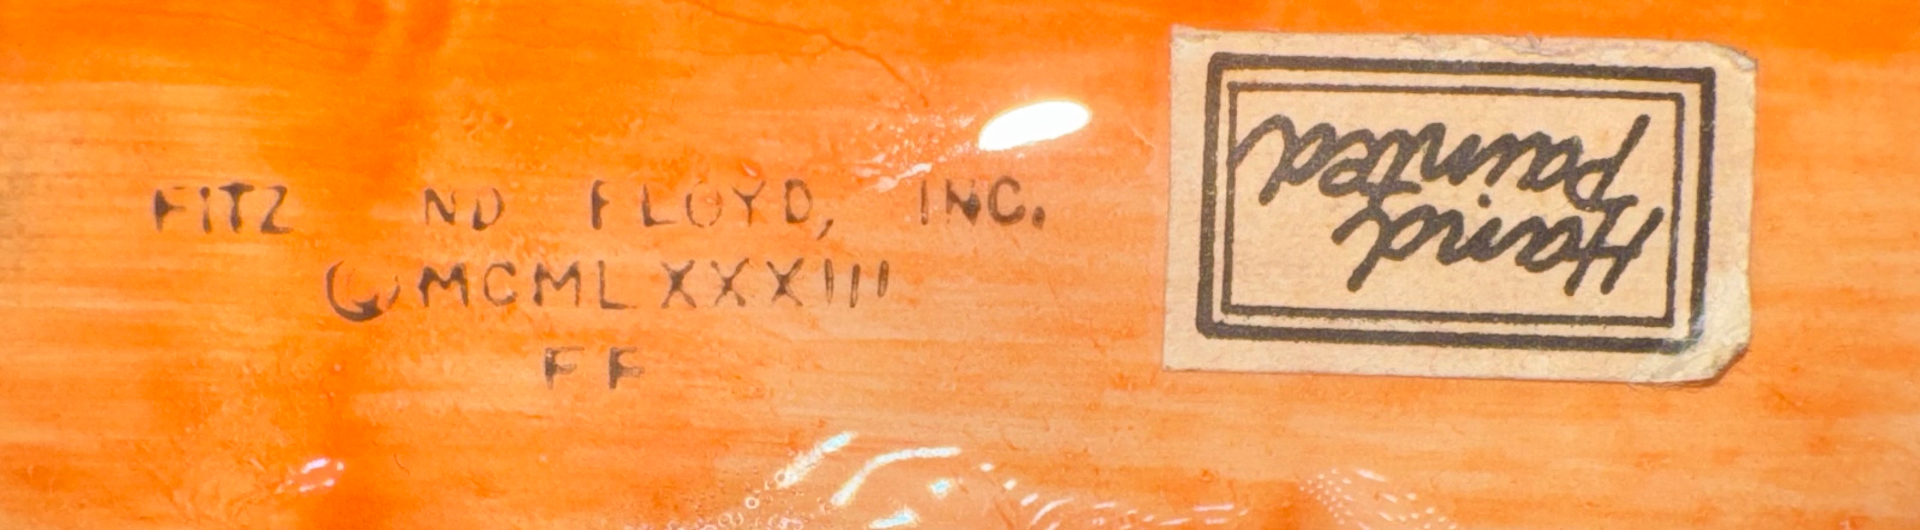 FITZ ND FLOYD, INC.
©MCMLXXXIII
FF
Hand
Painted